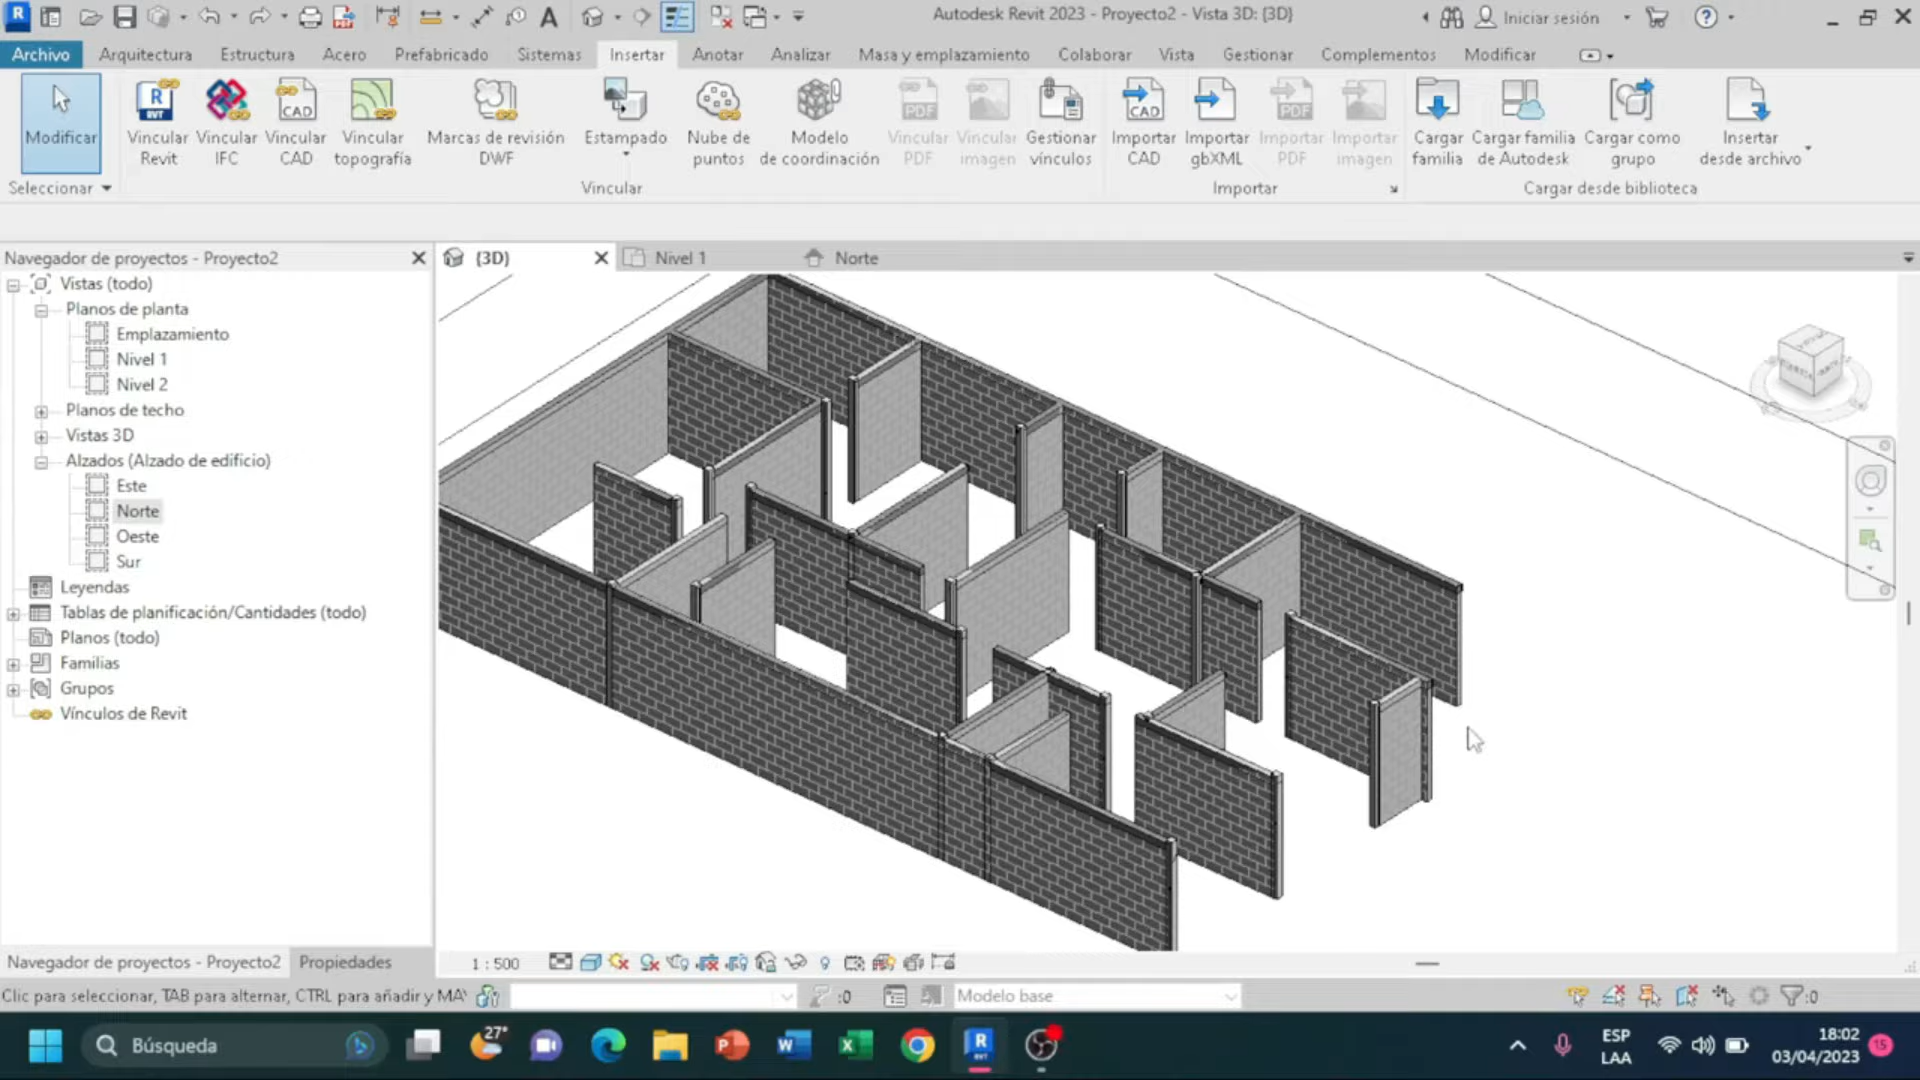 Autodesk Revit 2023 - Proyecto2 - Vista 3D: {3D}
Iniciar sesión
Archivo Arquitectura Estructura Acero Prefabricado Sistemas Insertar Anotar Analizar Masa y emplazamiento Colaborar Vista Gestionar Complementos Modificar
Modificar
Vincular Revit
Vincular IFC
Vincular CAD
Vincular topografía
Marcas de revisión DWF
Estampado
Nube de puntos
Modelo de coordinación
Vincular PDF
Vincular imagen
Gestionar vínculos
Importar CAD
Importar gbXML
Importar PDF
Importar imagen
Cargar familia
Cargar familia de Autodesk
Cargar como grupo
Insertar desde archivo
Seleccionar Vincular Importar Cargar desde biblioteca
Navegador de proyectos - Proyecto2
{3D} Nivel 1 Norte
Vistas (todo)
Planos de planta
Emplazamiento
Nivel 1
Nivel 2
Planos de techo
Vistas 3D
Alzados (Alzado de edificio)
Este
Norte
Oeste
Sur
Leyendas
Tablas de planificación/Cantidades (todo)
Planos (todo)
Familias
Grupos
Vínculos de Revit
Navegador de proyectos - Proyecto2 Propiedades
1 : 500
Clic para seleccionar, TAB para alternar, CTRL para añadir y MA
:0
Modelo base
:0
Búsqueda
27°
ESP
LAA
18:02
03/04/2023
15